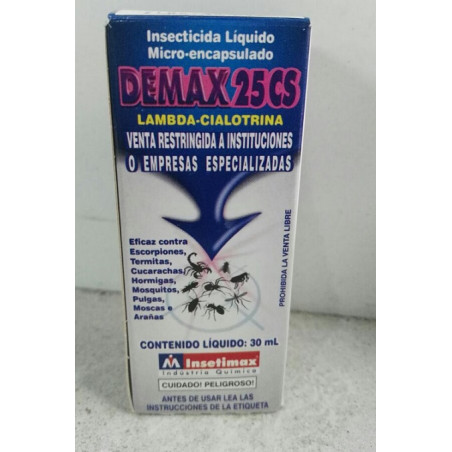 Insecticida Líquido
Micro-encapsulado
DEMAX 25CS
LAMBDA-CIALOTRINA
VENTA RESTRINGIDA A INSTITUCIONES
O EMPRESAS ESPECIALIZADAS
Eficaz contra
Escorpiones,
Termitas,
Cucarachas,
Hormigas,
Mosquitos,
Pulgas,
Moscas e
Arañas
PROHIBIDA LA VENTA LIBRE
CONTENIDO LÍQUIDO: 30 mL
Insetimax
Indústria Química
CUIDADO! PELIGROSO!
ANTES DE USAR LEA LAS
INSTRUCCIONES DE LA ETIQUETA